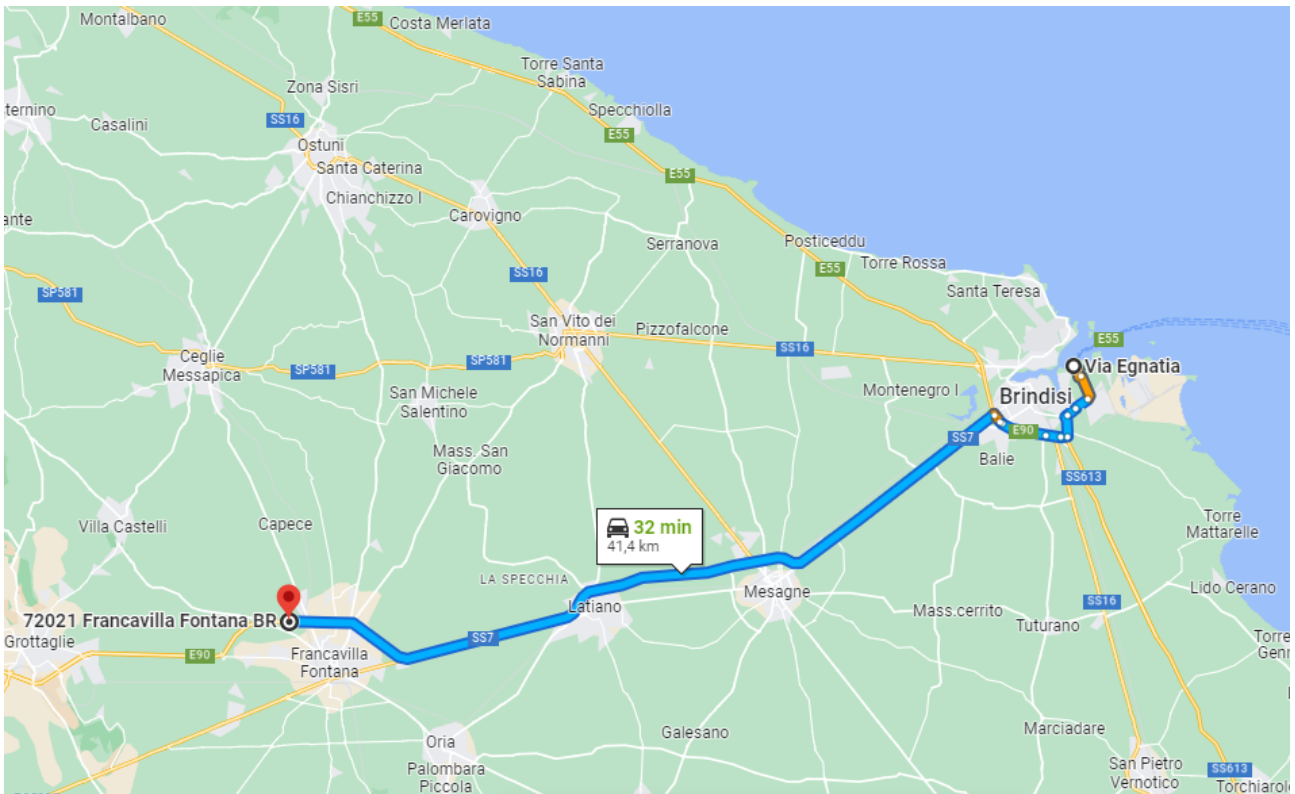 Montalbano
E55
Costa Merlata
Torre Santa
Sabina
Zona Sisri
ternino
Casalini
SS16
Specchiolla
E55
Ostuni
Santa Caterina
E55
Chianchizzo I
ante
Carovigno
Serranova
Posticeddu
Torre Rossa
E55
SS16
Santa Teresa
SP581
San Vito dei
Normanni
Pizzofalcone
SS16
E55
Ceglie
Messapica
SP581
SP581
Via Egnatia
San Michele
Salentino
Montenegro I
Brindisi
E90
SS7
Mass. San
Giacomo
Balie
SS613
Villa Castelli
Capece
32 min
41,4 km
Torre
Mattarelle
LA SPECCHIA
Latiano
Mesagne
Lido Cerano
SS16
Mass.cerrito
Tuturano
72021 Francavilla Fontana BR
Grottaglie
SS7
Torre
Genn
E90
Francavilla
Fontana
Oria
Galesano
Marciadare
Palombara
Piccola
San Pietro
Vernotico
SS613
Torchiarolo